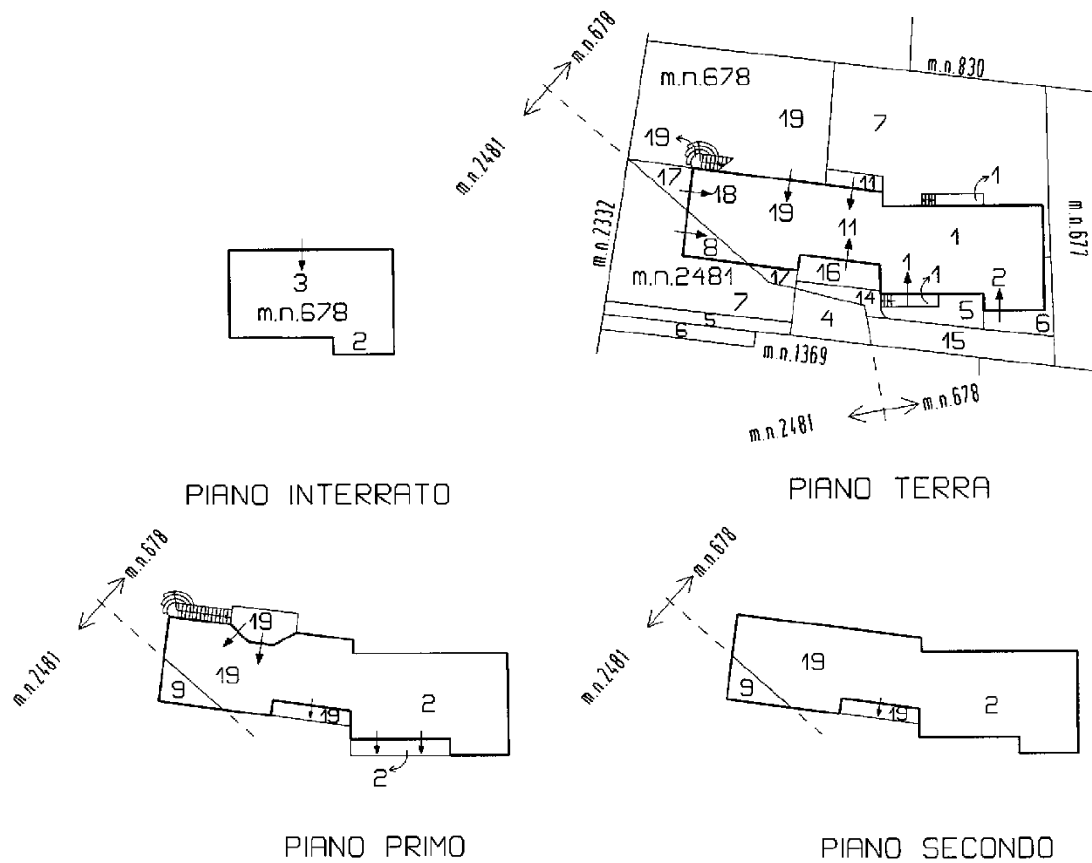 m.n.678
m.n.2481
m.n.678
m.n.830
19
7
19
17
18
19
11
1
m.n.2332
8
11
1
m.n.677
m.n.2481
17
16
1
1
2
7
14
5
6
5
4
15
6
m.n.1369
m.n.678
m.n.2481
3
m.n.678
2
PIANO INTERRATO
PIANO TERRA
m.n.678
m.n.2481
19
19
9
19
2
2
PIANO PRIMO
m.n.678
m.n.2481
19
9
19
2
PIANO SECONDO